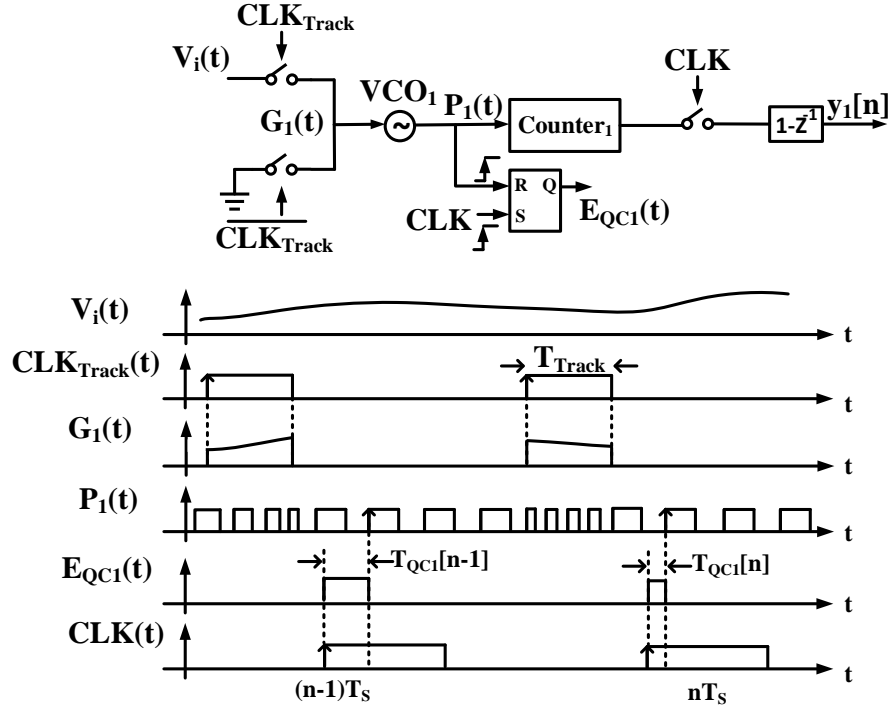 CLK_Track
V_i(t)
CLK
VCO_1
P_1(t)
y_1[n]
G_1(t)
Counter_1
1-Z^-1
~
R Q
S
CLK
E_QC1(t)
CLK_Track
V_i(t)
t
CLK_Track(t)
T_Track
t
G_1(t)
t
P_1(t)
t
E_QC1(t)
T_QC1[n-1]
T_QC1[n]
t
CLK(t)
t
(n-1)T_S
nT_S